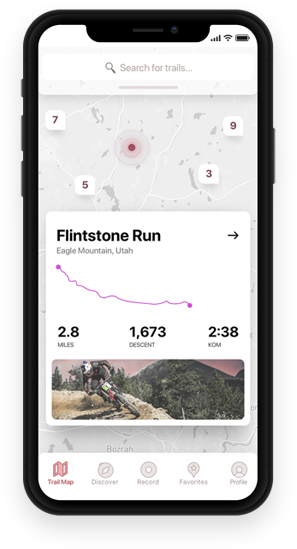 Search for trails...
7
9
3
5
Flintstone Run
Eagle Mountain, Utah
2.8 1,673 2:38
MILES DESCENT KOM
Bozrah
Trail Map Discover Record Favorites Profile